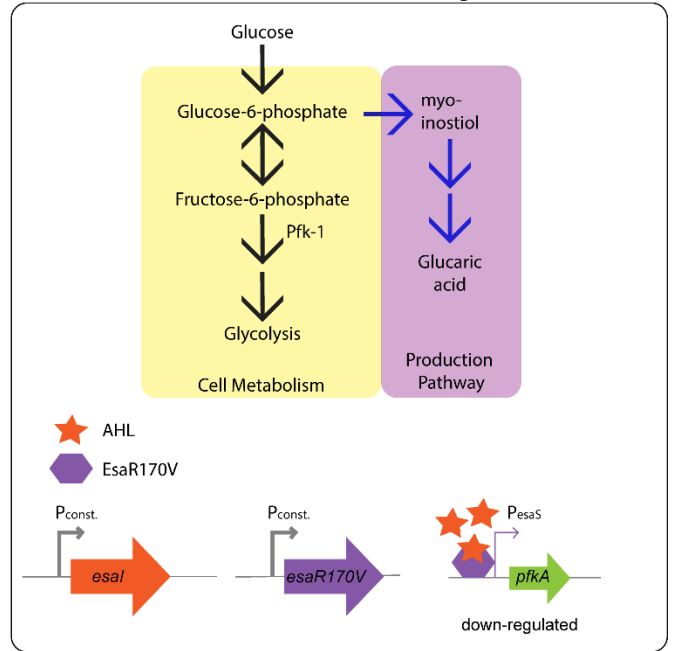 Glucose
Glucose-6-phosphate
myo-
inostiol
Fructose-6-phosphate
Pfk-1
Glucaric
acid
Glycolysis
Production
Pathway
Cell Metabolism
AHL
EsaR170V
Pconst.
Pconst.
PesaS
esaI
esaR170V
pfkA
down-regulated